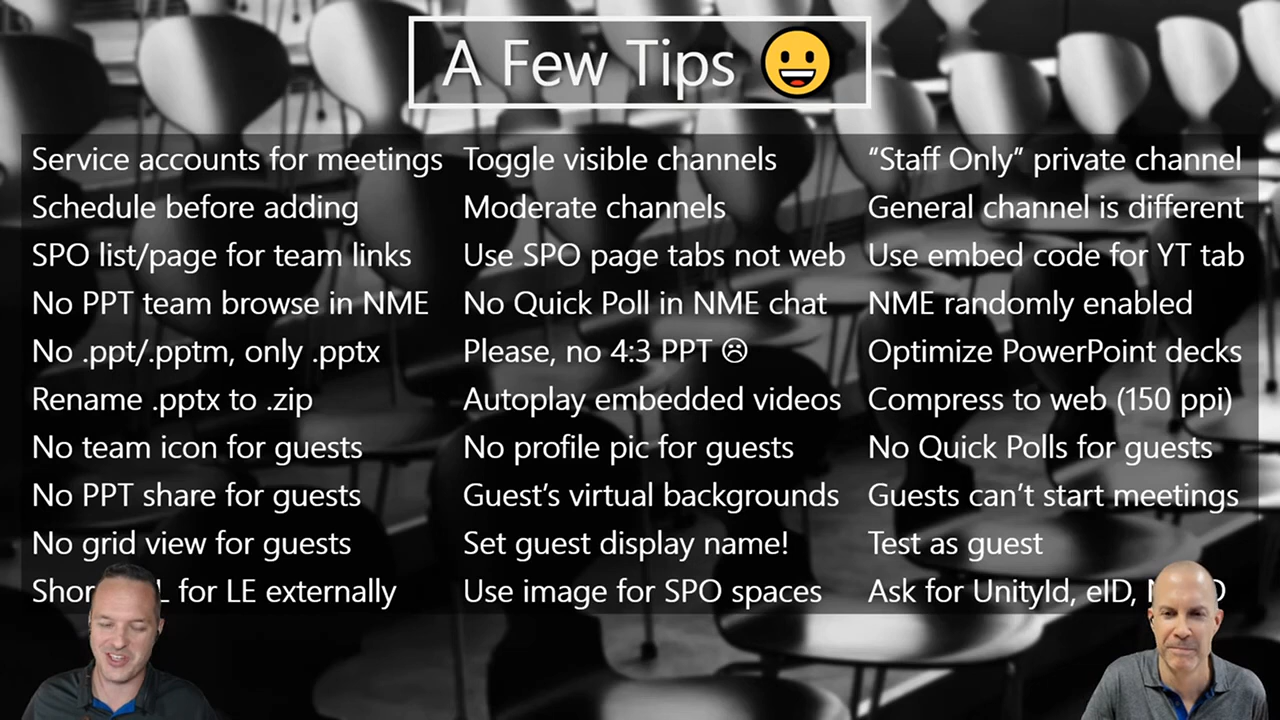 A Few Tips
Service accounts for meetings
Schedule before adding
SPO list/page for team links
No PPT team browse in NME
No .ppt/.pptm, only .pptx
Rename .pptx to .zip
No team icon for guests
No PPT share for guests
No grid view for guests
for LE externally
Toggle visible channels
Moderate channels
Use SPO page tabs not web
No Quick Poll in NME chat
Please, no 4:3 PPT ☹
Autoplay embedded videos
No profile pic for guests
Guest’s virtual backgrounds
Set guest display name!
Use image for SPO spaces
“Staff Only” private channel
General channel is different
Use embed code for YT tab
NME randomly enabled
Optimize PowerPoint decks
Compress to web (150 ppi)
No Quick Polls for guests
Guests can’t start meetings
Test as guest
Ask for UnityId, eID,